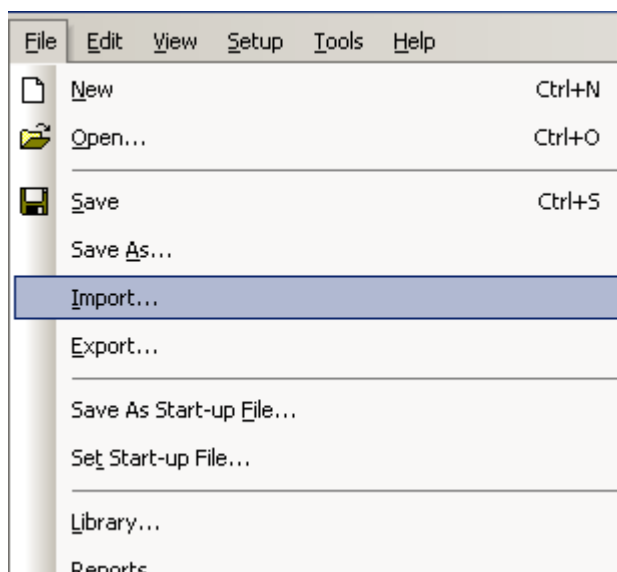 File Edit View Setup Tools Help
New Ctrl+N
Open... Ctrl+O
Save Ctrl+S
Save As...
Import...
Export...
Save As Start-up File...
Set Start-up File...
Library...
Reports